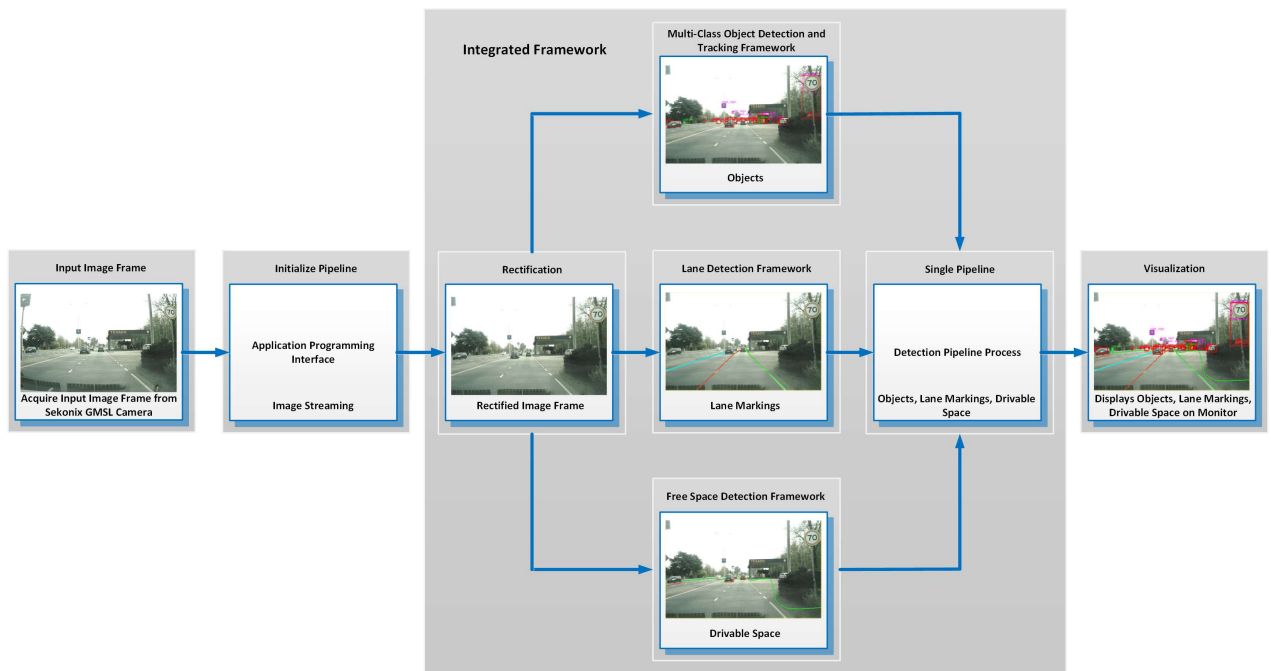 Integrated Framework
Multi-Class Object Detection and
Tracking Framework
70
Objects
Input Image Frame
70
Acquire Input Image Frame from
Sekonix GMSL Camera
Initialize Pipeline
Application Programming
Interface
Image Streaming
Rectification
70
Rectified Image Frame
Lane Detection Framework
70
Lane Markings
Single Pipeline
Detection Pipeline Process
Objects, Lane Markings, Drivable
Space
Visualization
70
Displays Objects, Lane Markings,
Drivable Space on Monitor
Free Space Detection Framework
70
Drivable Space